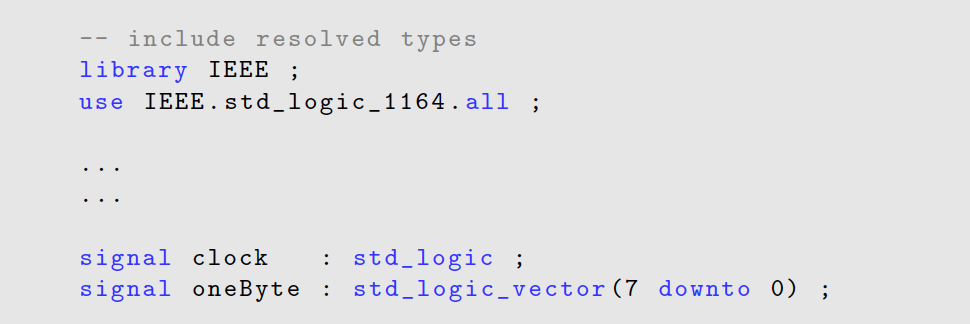 -- include resolved types
library IEEE ;
use IEEE.std_logic_1164.all ;
...
...
signal clock   : std_logic ;
signal oneByte : std_logic_vector(7 downto 0) ;